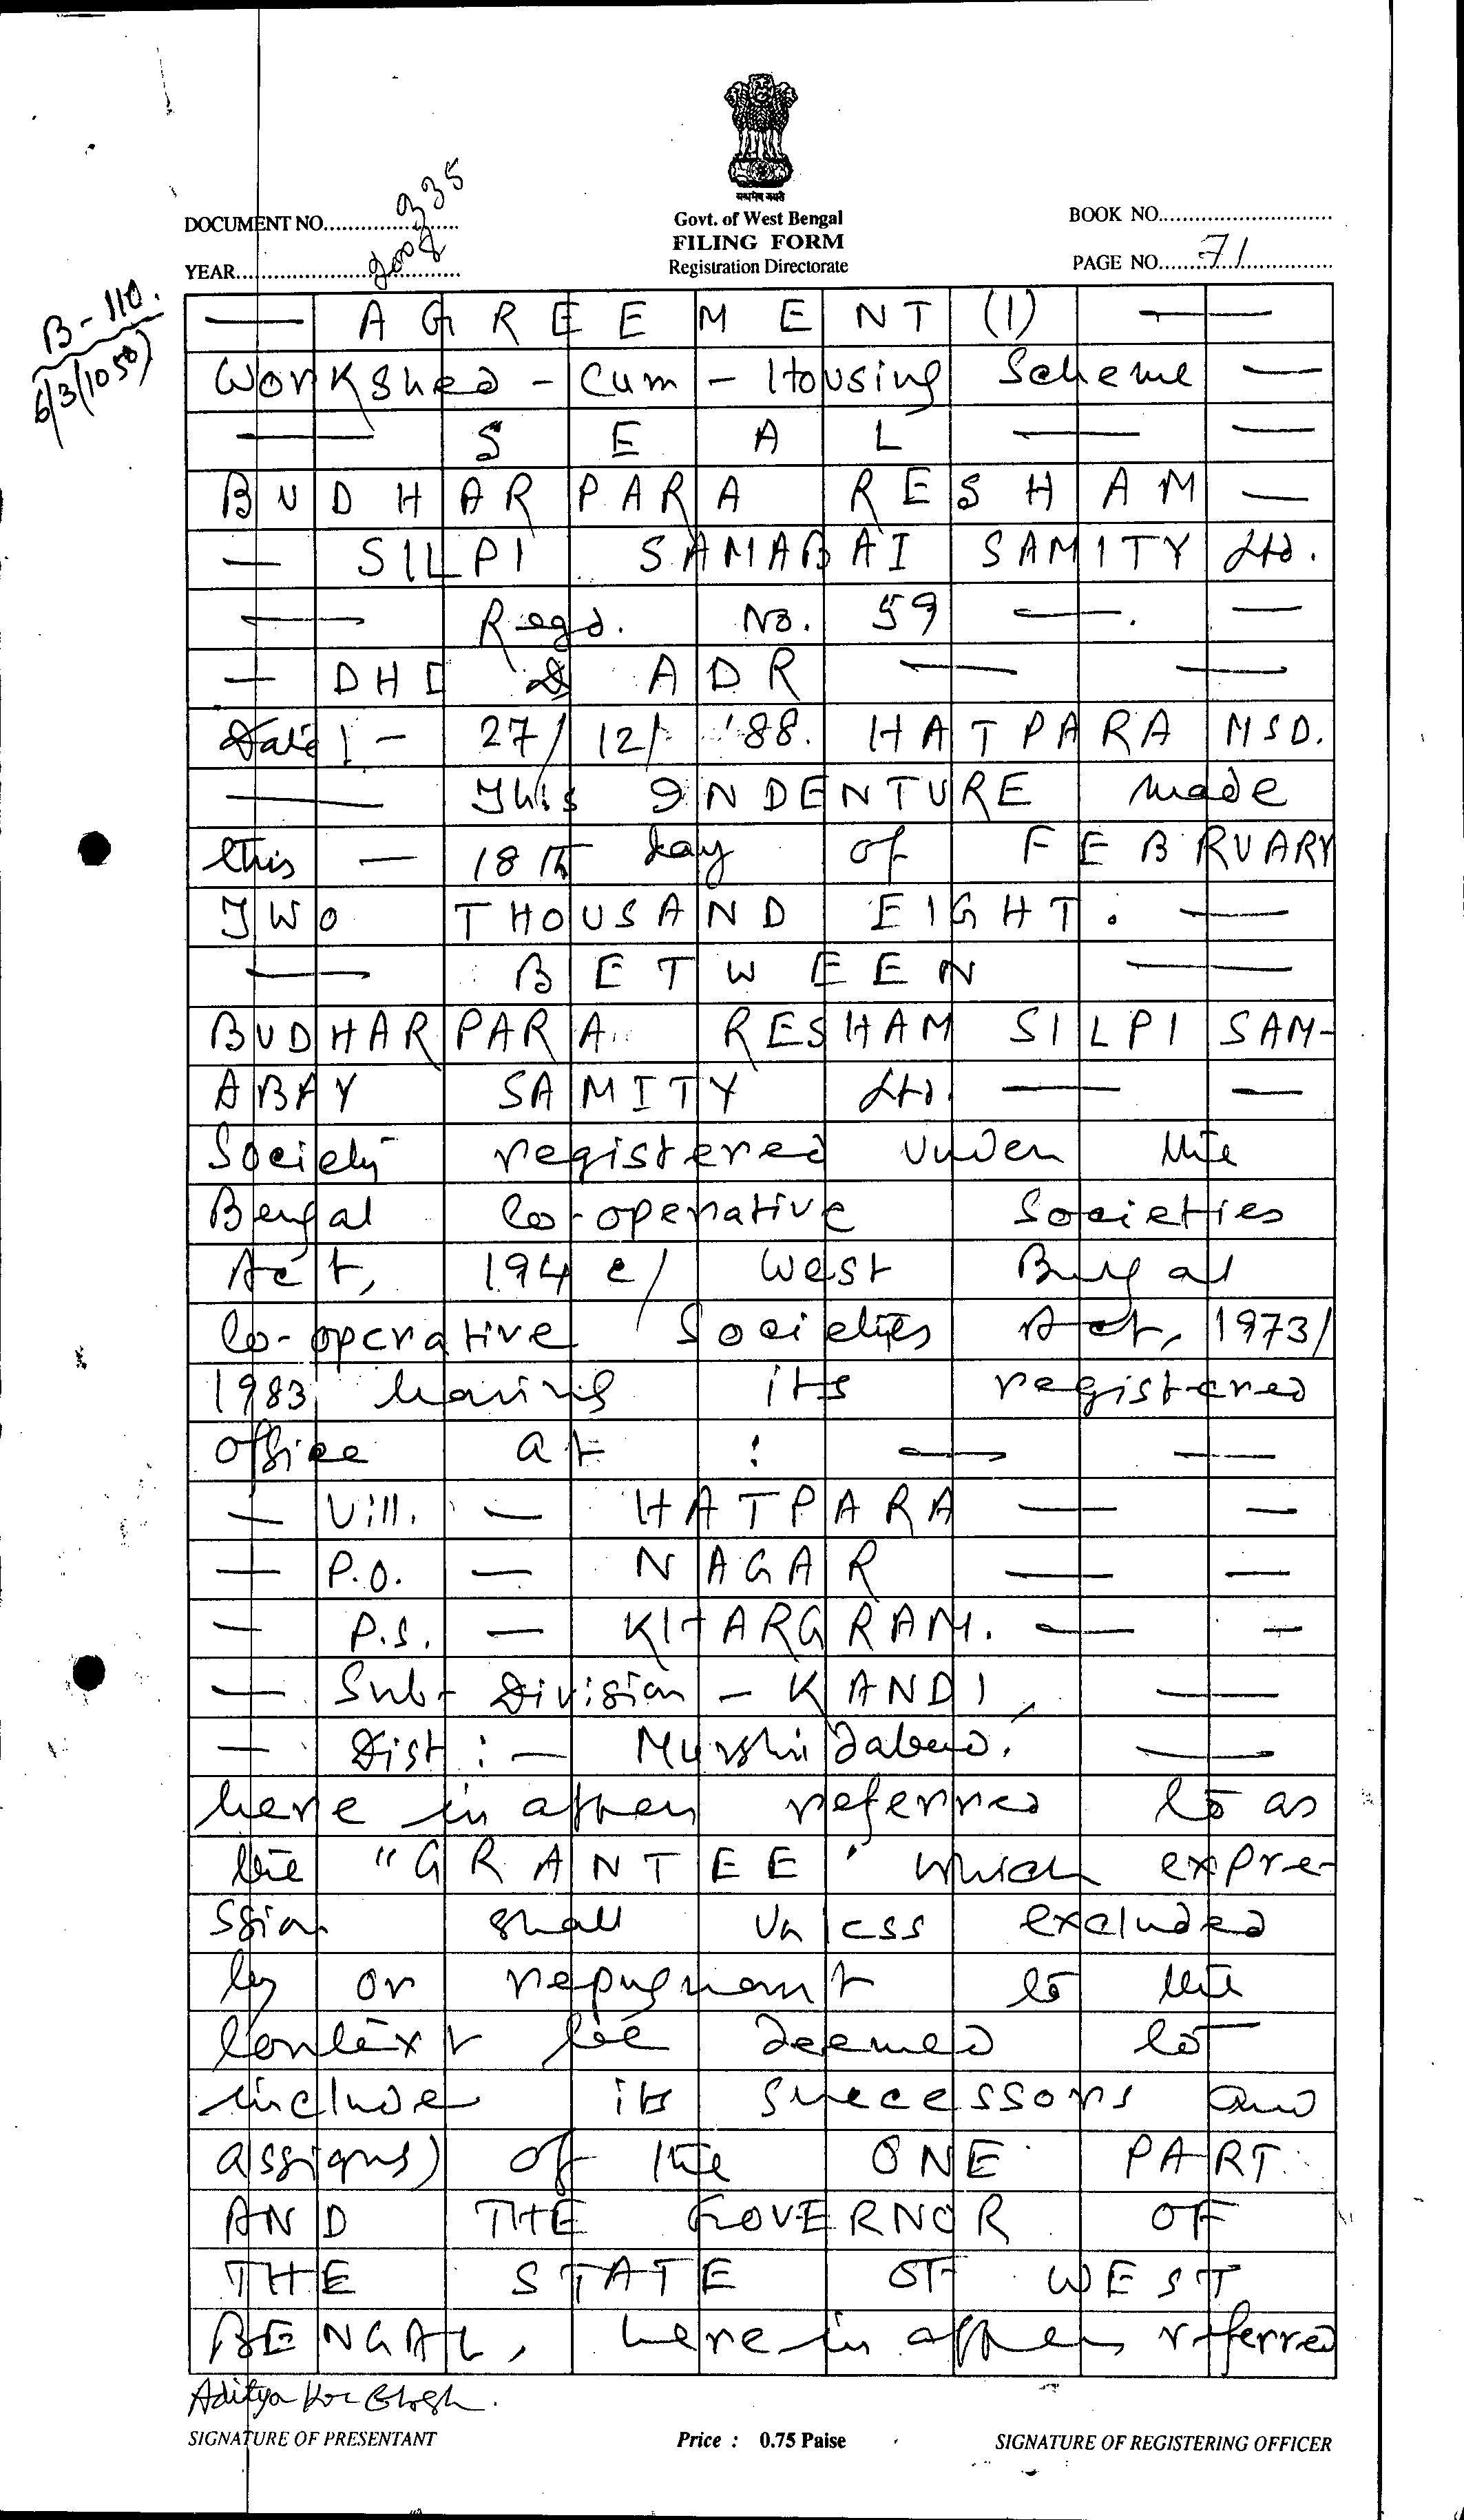 सत्यमेव जयते
Govt. of West Bengal
FILING FORM
Registration Directorate
DOCUMENT NO. 335
YEAR 2008
BOOK NO.
PAGE NO. 71
B-110.
6/3(1050)
— AGREEMENT (1) —
Workshed - Cum - Housing Scheme —
— SEAL — —
BUDHARPARA RESHAM —
— SILPI SAMABAI SAMITY Ltd.
— Regd. No. 59 — . —
— DHI & ADR — —
Date :- 27/12/'88. HATPARA MSD.
— This INDENTURE made
this — 18th day of FEBRUARY
TWO THOUSAND EIGHT. —
— BETWEEN —
BUDHARPARA RESHAM SILPI SAM-
ABAY SAMITY Ltd. — —
Society registered under the
Bengal Co-operative Societies
Act, 194 / West Bengal
Co-operative Societies Act, 1973/
1983 having its registered
office at : — —
— Vill. — HATPARA — —
— P.O. — NAGAR — —
— P.S. — KHARGRAM. — —
— Sub- Division - KANDI, —
— Dist :- Murshidabad. —
here in after referred to as
the "GRANTEE" which expre-
ssion shall unless excluded
by or repugnant to the
Context be deemed to
include its successors and
assigns) of the ONE PART
AND THE GOVERNOR OF
THE STATE OF WEST
BENGAL, here in after referred
Aditya Kr Ghosh.
SIGNATURE OF PRESENTANT
Price : 0.75 Paise
SIGNATURE OF REGISTERING OFFICER